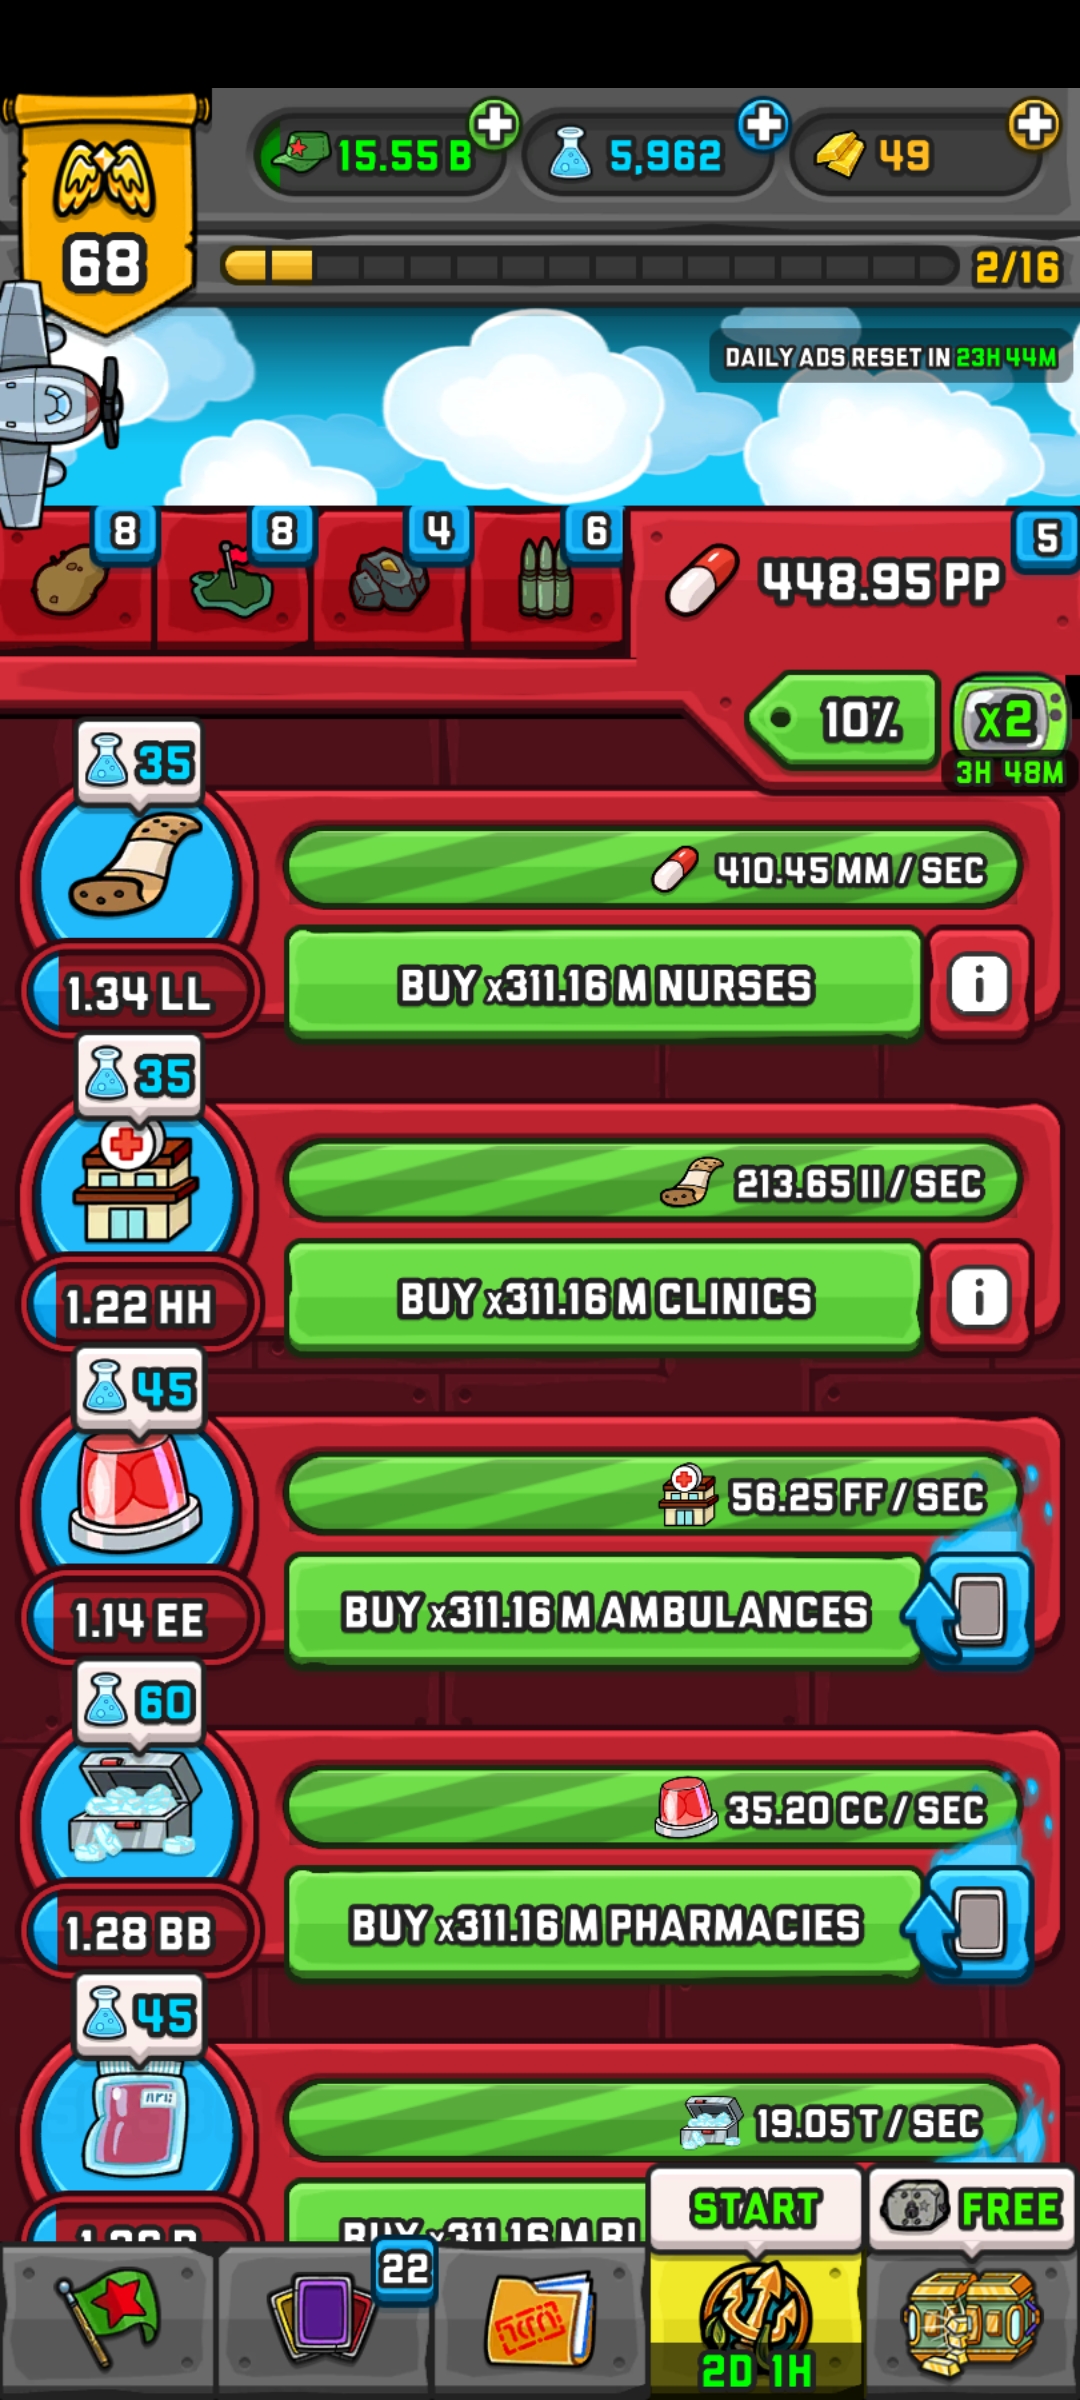 15.55 B
5,962
49
68
2/16
DAILY ADS RESET IN 23H 44M
8
8
4
6
5
448.95 PP
10%
x2
3H 48M
35
410.45 MM / SEC
BUY x311.16 M NURSES
i
1.34 LL
35
213.65 II / SEC
BUY x311.16 M CLINICS
i
1.22 HH
45
56.25 FF / SEC
BUY x311.16 M AMBULANCES
1.14 EE
60
35.20 CC / SEC
BUY x311.16 M PHARMACIES
1.28 BB
45
19.05 T / SEC
BUY x311.16 M
START
FREE
22
2D 1H